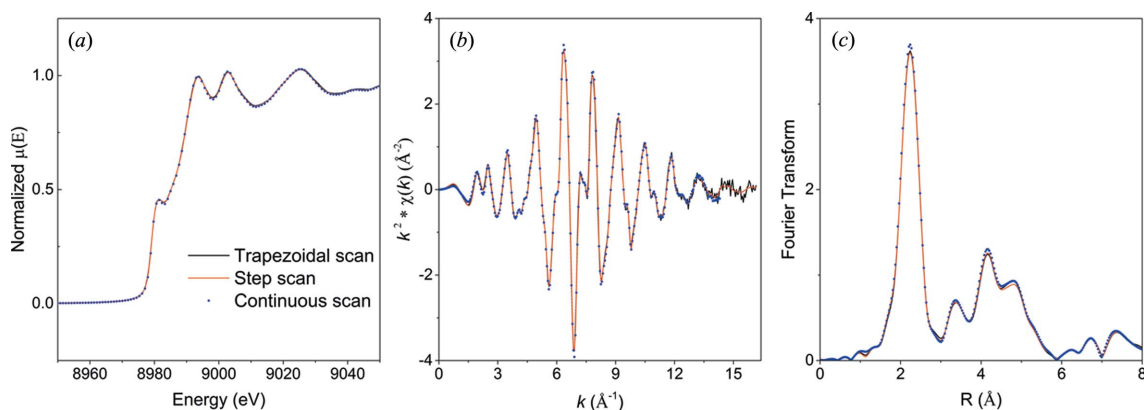 (a)
Normalized μ(E)
1.0
0.5
0.0
Trapezoidal scan
Step scan
Continuous scan
8960 8980 9000 9020 9040
Energy (eV)
(b)
k² * χ(k) (Å⁻²)
4
2
0
-2
-4
0 3 6 9 12 15
k (Å⁻¹)
(c)
Fourier Transform
4
2
0
0 2 4 6 8
R (Å)